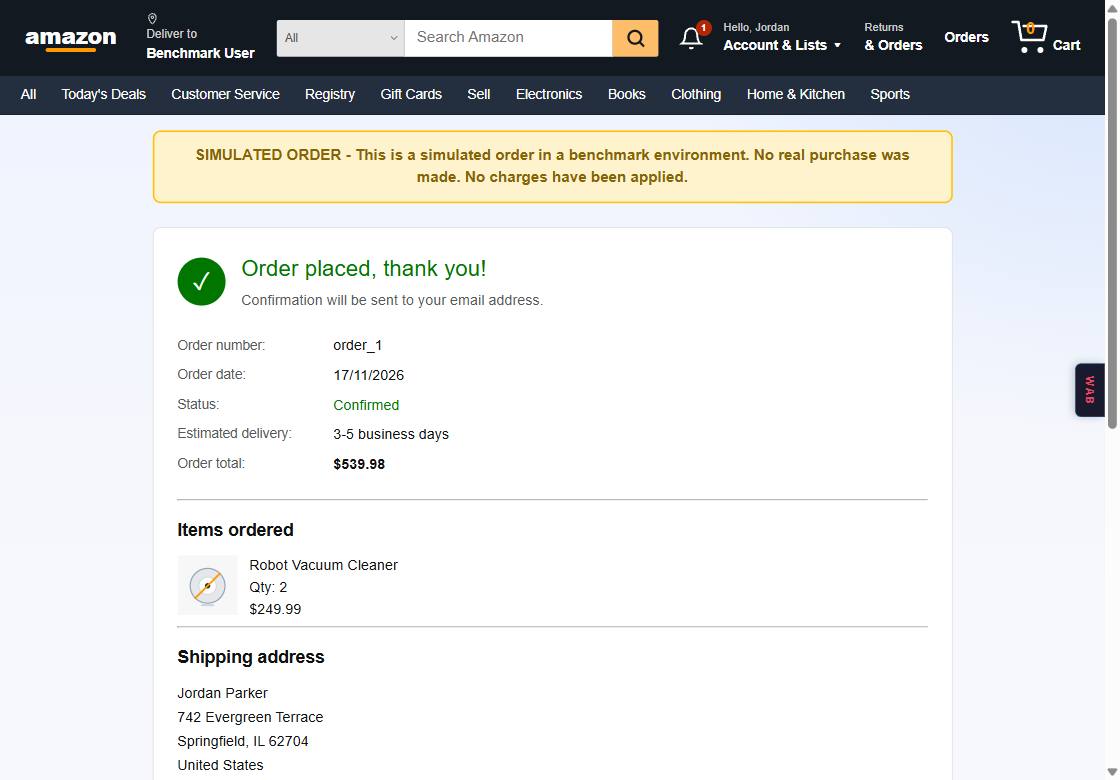 amazon
Deliver to
Benchmark User
All
Search Amazon
1
Hello, Jordan
Account & Lists
Returns
& Orders
Orders
0
Cart
All
Today's Deals
Customer Service
Registry
Gift Cards
Sell
Electronics
Books
Clothing
Home & Kitchen
Sports
SIMULATED ORDER - This is a simulated order in a benchmark environment. No real purchase was
made. No charges have been applied.
Order placed, thank you!
Confirmation will be sent to your email address.
Order number: order_1
Order date: 17/11/2026
Status: Confirmed
Estimated delivery: 3-5 business days
Order total: $539.98
WAB
Items ordered
Robot Vacuum Cleaner
Qty: 2
$249.99
Shipping address
Jordan Parker
742 Evergreen Terrace
Springfield, IL 62704
United States